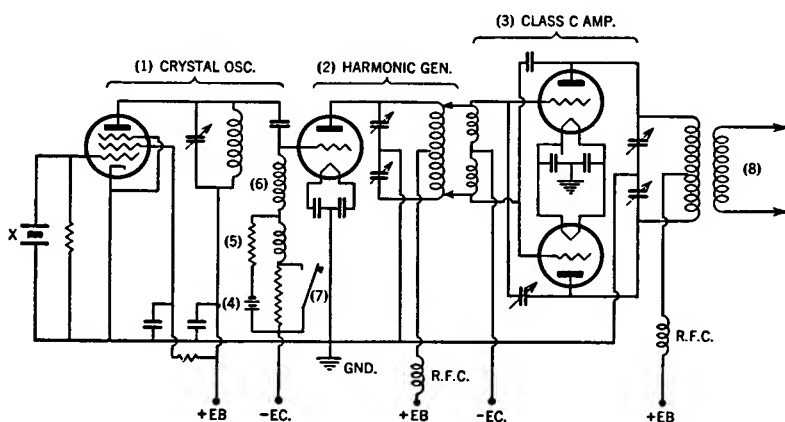 (3) CLASS C AMP.
(1) CRYSTAL OSC.
(2) HARMONIC GEN.
(6)
(8)
X
(5)
(4)
(7)
GND.
R.F.C.
R.F.C.
+EB
-EC.
+EB
-EC.
+EB